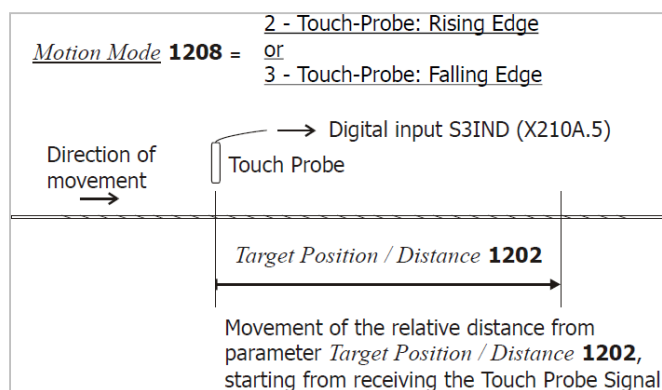 2 - Touch-Probe: Rising Edge
Motion Mode 1208 = or
3 - Touch-Probe: Falling Edge
Digital input S3IND (X210A.5)
Direction of
movement
Touch Probe
Target Position / Distance 1202
Movement of the relative distance from
parameter Target Position / Distance 1202,
starting from receiving the Touch Probe Signal